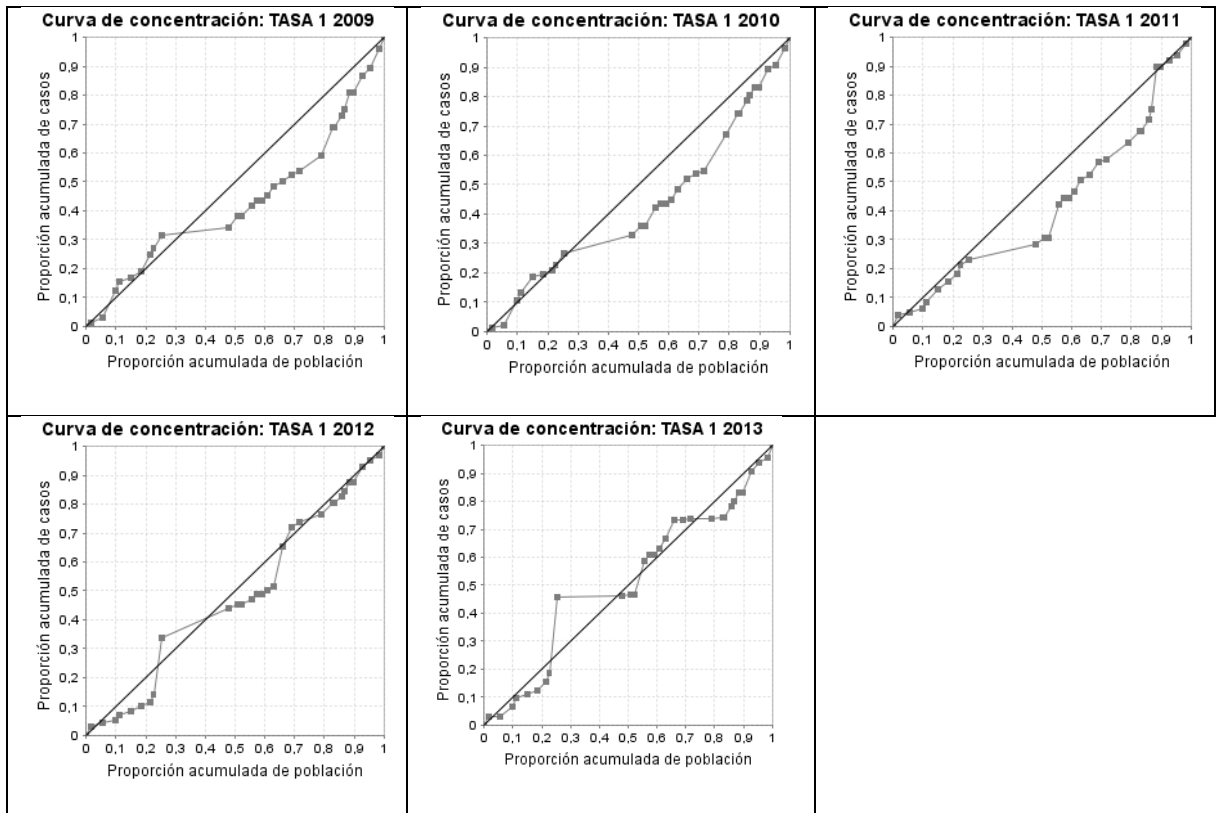 Curva de concentración: TASA 1 2009
Proporción acumulada de casos
1
0,9
0,8
0,7
0,6
0,5
0,4
0,3
0,2
0,1
0
0 0,1 0,2 0,3 0,4 0,5 0,6 0,7 0,8 0,9 1
Proporción acumulada de población
Curva de concentración: TASA 1 2010
Proporción acumulada de casos
1
0,9
0,8
0,7
0,6
0,5
0,4
0,3
0,2
0,1
0
0 0,1 0,2 0,3 0,4 0,5 0,6 0,7 0,8 0,9 1
Proporción acumulada de población
Curva de concentración: TASA 1 2011
Proporción acumulada de casos
1
0,9
0,8
0,7
0,6
0,5
0,4
0,3
0,2
0,1
0
0 0,1 0,2 0,3 0,4 0,5 0,6 0,7 0,8 0,9 1
Proporción acumulada de población
Curva de concentración: TASA 1 2012
Proporción acumulada de casos
1
0,9
0,8
0,7
0,6
0,5
0,4
0,3
0,2
0,1
0
0 0,1 0,2 0,3 0,4 0,5 0,6 0,7 0,8 0,9 1
Proporción acumulada de población
Curva de concentración: TASA 1 2013
Proporción acumulada de casos
1
0,9
0,8
0,7
0,6
0,5
0,4
0,3
0,2
0,1
0
0 0,1 0,2 0,3 0,4 0,5 0,6 0,7 0,8 0,9 1
Proporción acumulada de población